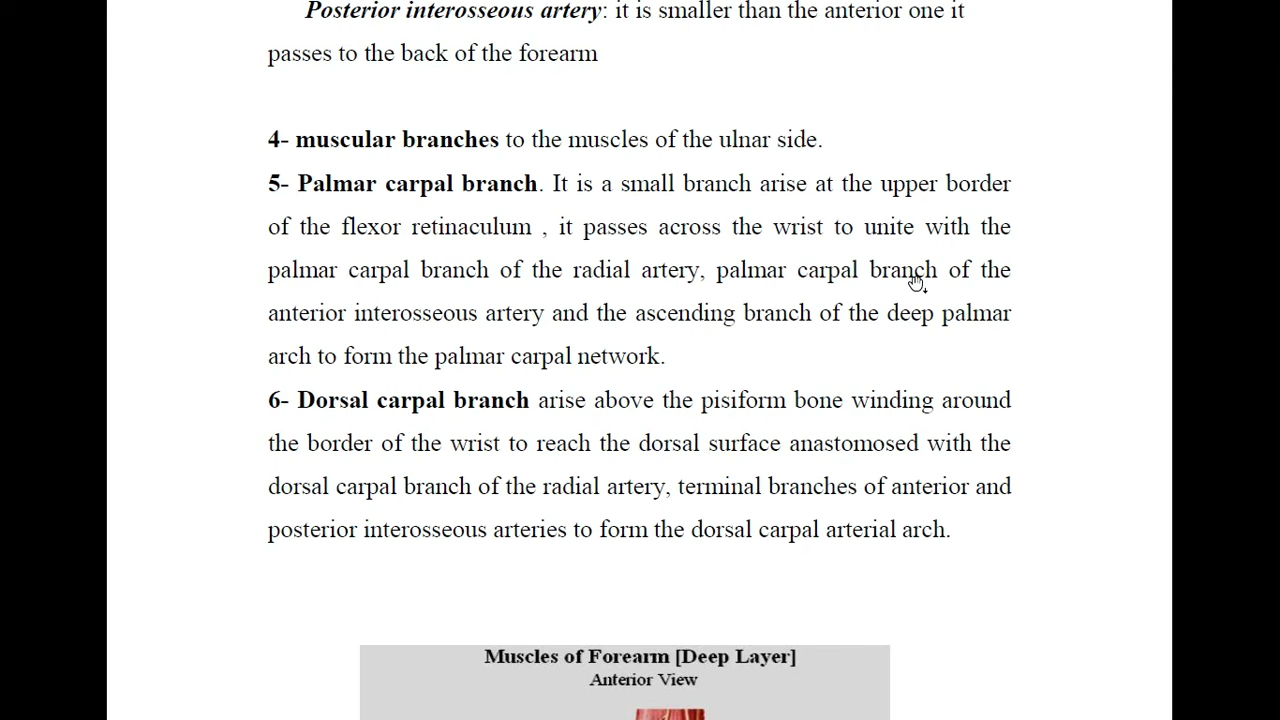 Posterior interosseous artery: it is smaller than the anterior one it
passes to the back of the forearm
4- muscular branches to the muscles of the ulnar side.
5- Palmar carpal branch. It is a small branch arise at the upper border
of the flexor retinaculum , it passes across the wrist to unite with the
palmar carpal branch of the radial artery, palmar carpal branch of the
anterior interosseous artery and the ascending branch of the deep palmar
arch to form the palmar carpal network.
6- Dorsal carpal branch arise above the pisiform bone winding around
the border of the wrist to reach the dorsal surface anastomosed with the
dorsal carpal branch of the radial artery, terminal branches of anterior and
posterior interosseous arteries to form the dorsal carpal arterial arch.
Muscles of Forearm [Deep Layer]
Anterior View